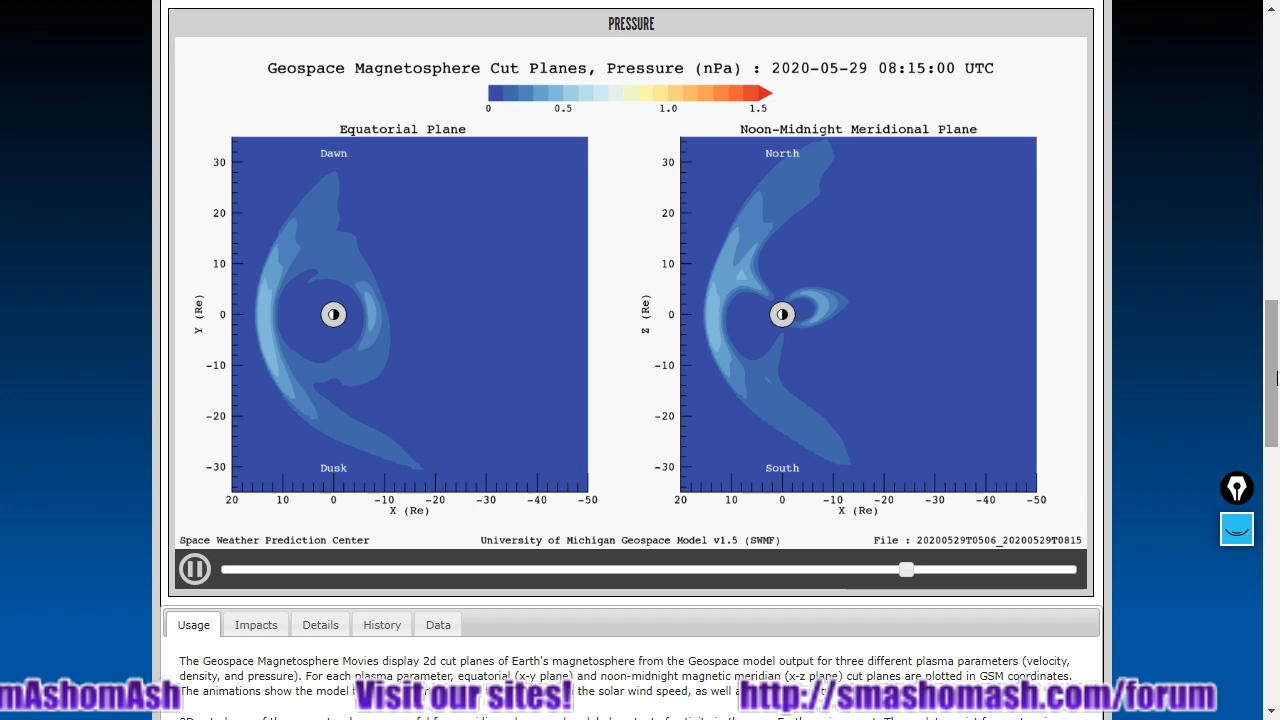 PRESSURE
Geospace Magnetosphere Cut Planes, Pressure (nPa) : 2020-05-29 08:15:00 UTC
0 0.5 1.0 1.5
Equatorial Plane
Noon-Midnight Meridional Plane
Dawn
North
30
20
10
0
-10
-20
-30
Y (Re)
30
20
10
0
-10
-20
-30
Z (Re)
Dusk
South
20 10 0 -10 -20 -30 -40 -50
X (Re)
20 10 0 -10 -20 -30 -40 -50
X (Re)
Space Weather Prediction Center
University of Michigan Geospace Model v1.5 (SWMF)
File : 20200529T0506_20200529T0815
Usage Impacts Details History Data
The Geospace Magnetosphere Movies display 2d cut planes of Earth's magnetosphere from the Geospace model output for three different plasma parameters (velocity,
density, and pressure). For each plasma parameter, equatorial (x-y plane) and noon-midnight magnetic meridian (x-z plane) cut planes are plotted in GSM coordinates.
The animations show the model the solar wind speed, as well
mAshomAsh Visit our sites! http://smashomash.com/forum